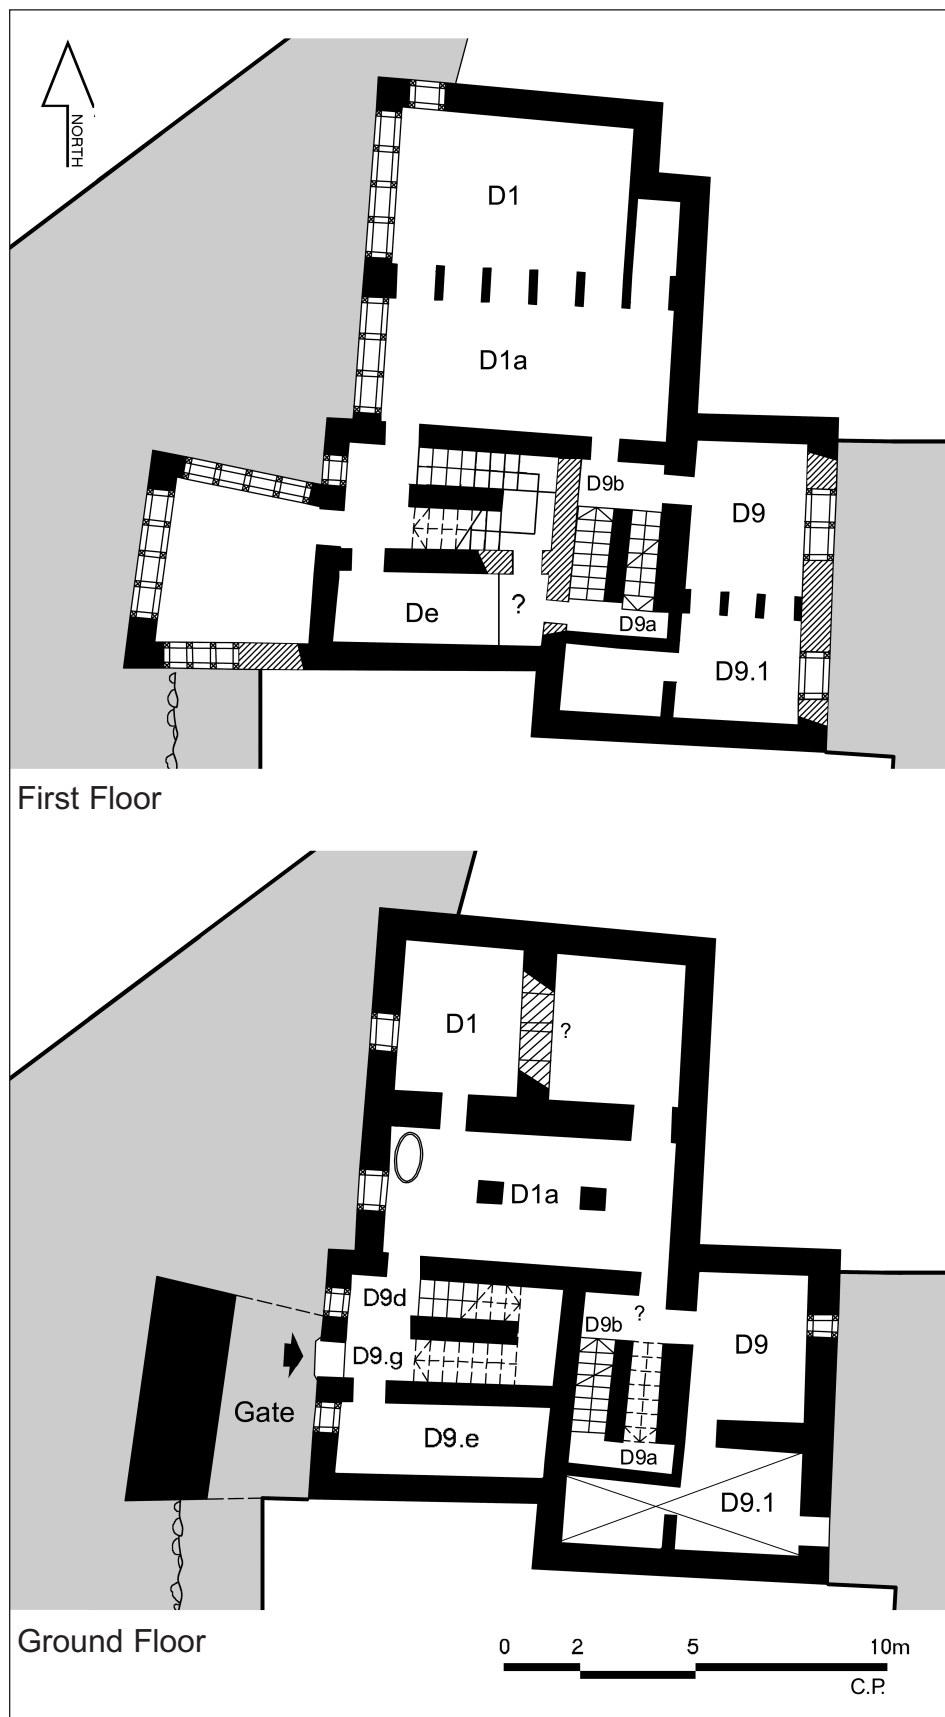 NORTH
D1
D1a
D9b
D9
De
?
D9a
D9.1
First Floor
D1
?
D1a
D9d
D9b
?
D9.g
D9
Gate
D9.e
D9a
D9.1
Ground Floor
0 2 5 10m
C.P.